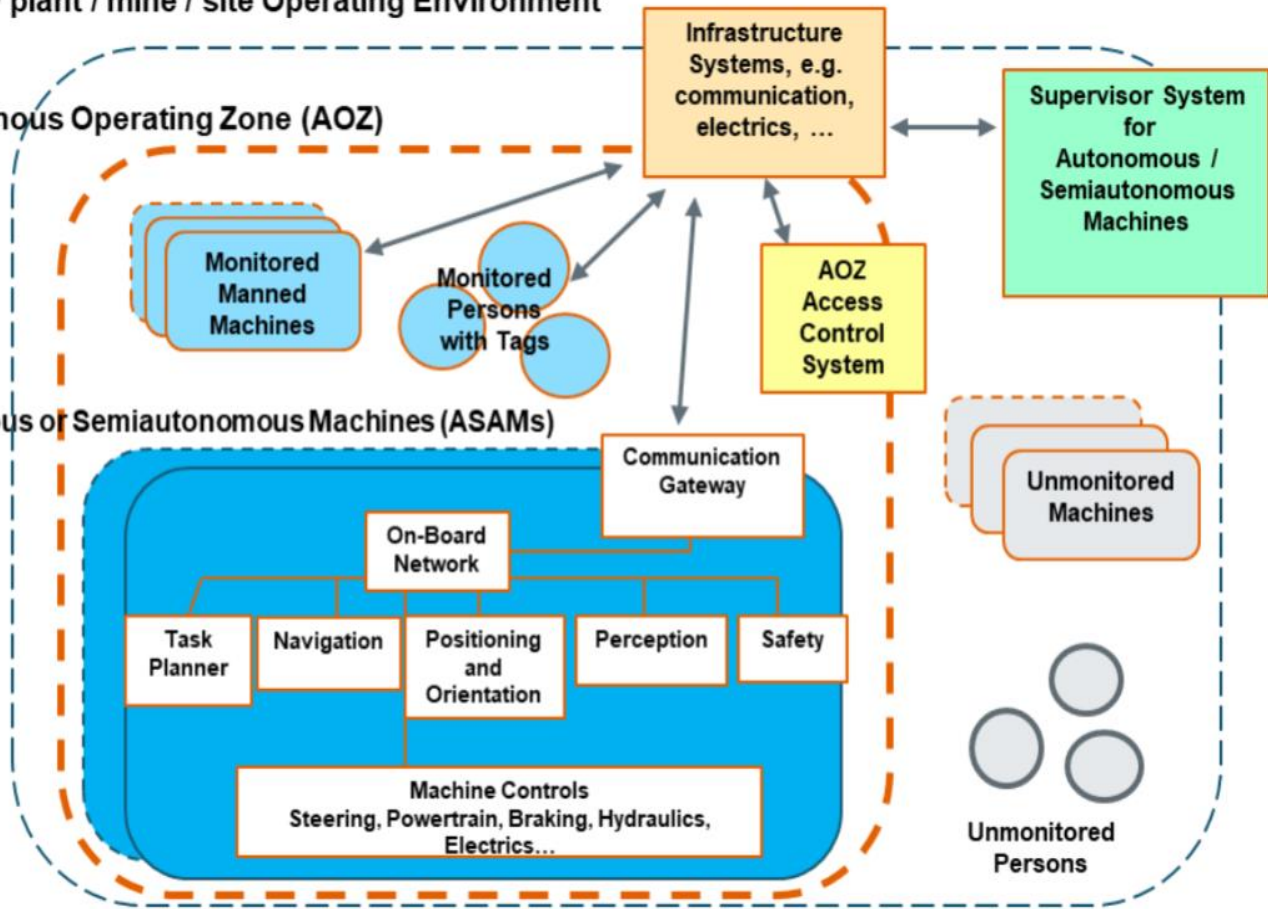 plant / mine / site Operating Environment
Infrastructure
Systems, e.g.
communication,
electrics, …
Supervisor System
for
Autonomous /
Semiautonomous
Machines
Operating Zone (AOZ)
Monitored
Manned
Machines
Monitored
Persons
with Tags
AOZ
Access
Control
System
or Semiautonomous Machines (ASAMs)
Communication
Gateway
Unmonitored
Machines
On-Board
Network
Task
Planner
Navigation
Positioning
and
Orientation
Perception
Safety
Machine Controls
Steering, Powertrain, Braking, Hydraulics,
Electrics…
Unmonitored
Persons